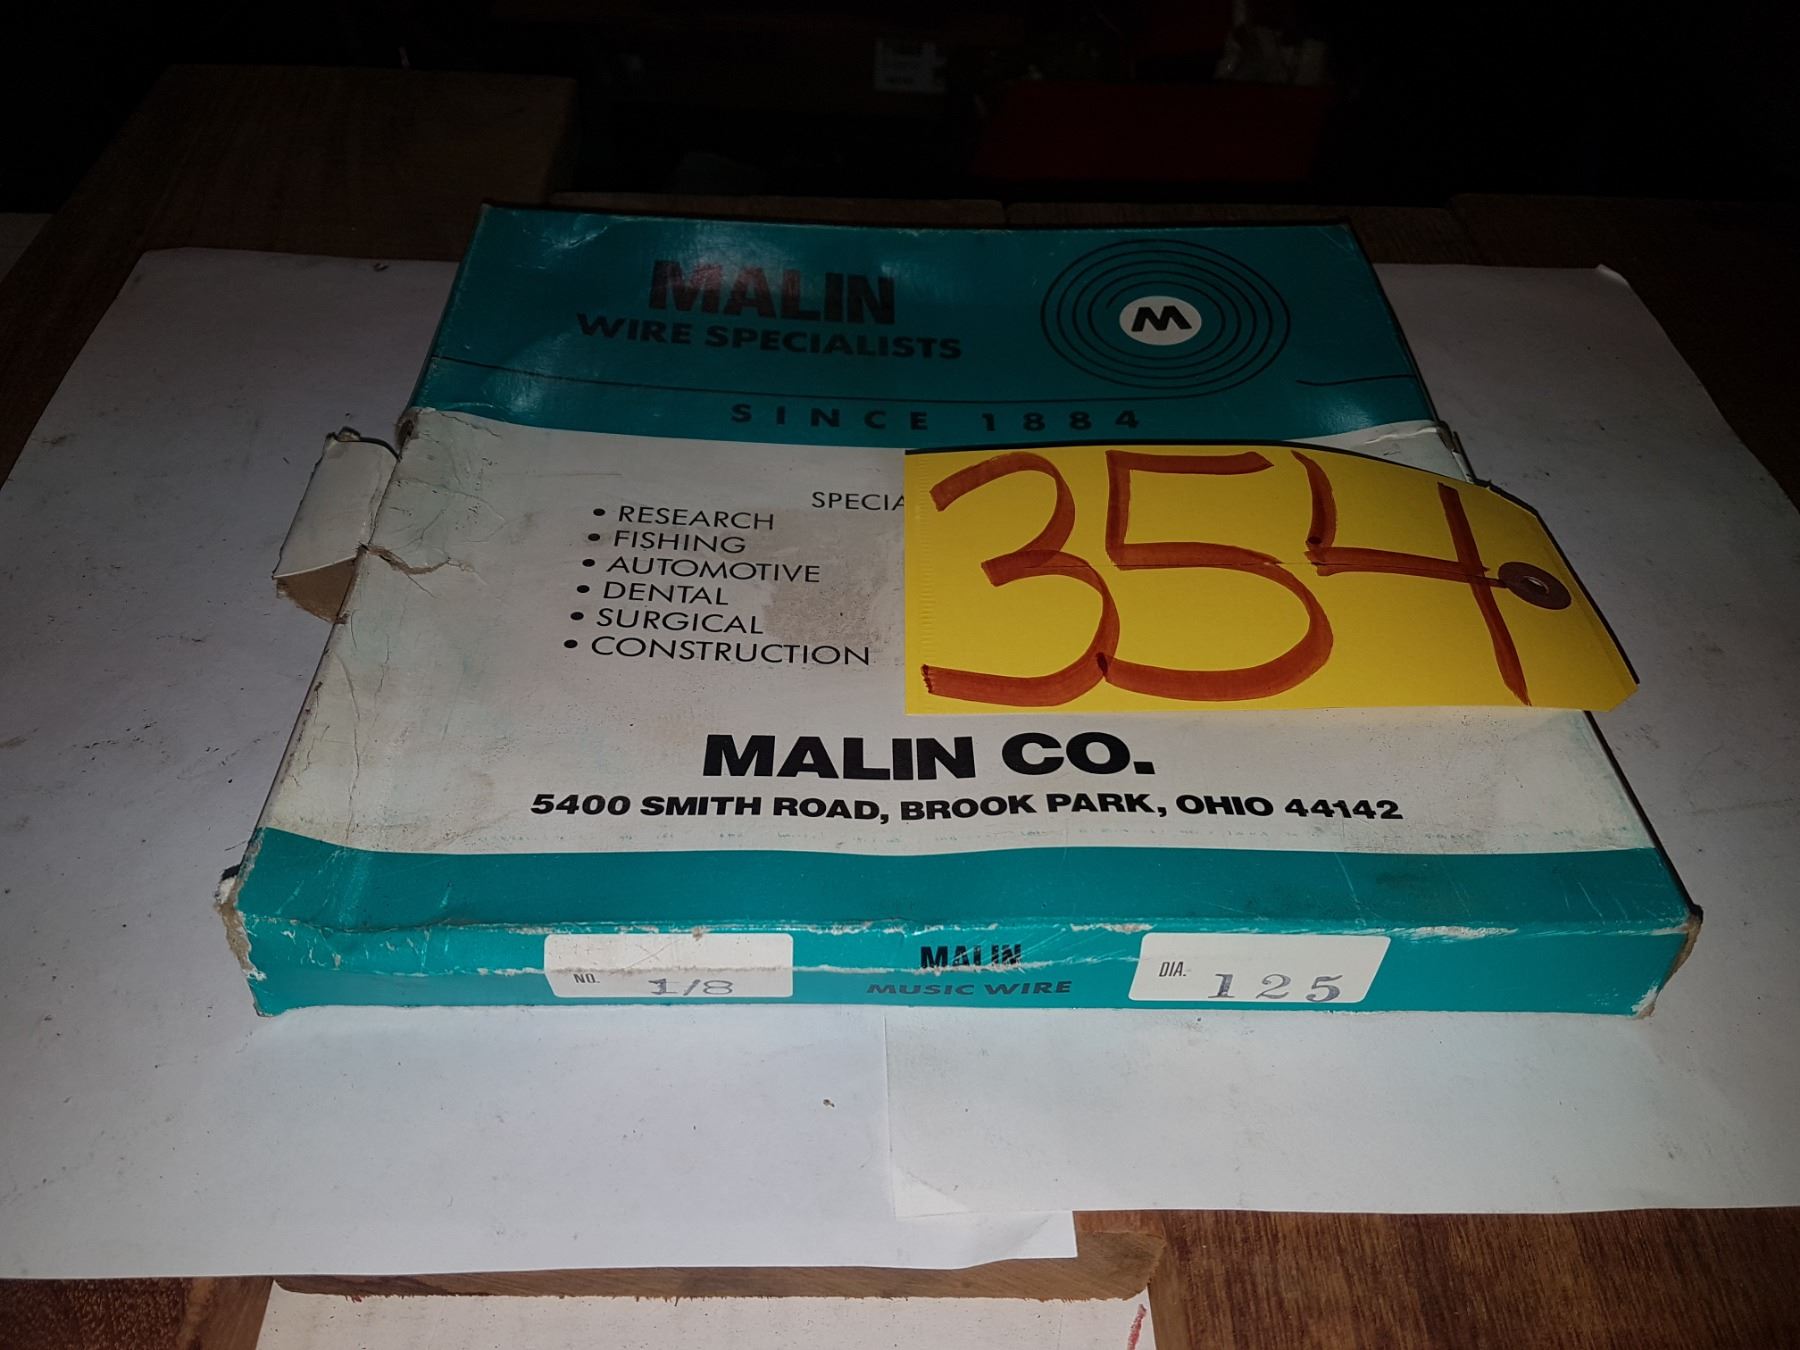 MALIN
WIRE SPECIALISTS
M
SINCE 1884
• RESEARCH
• FISHING
• AUTOMOTIVE
• DENTAL
• SURGICAL
• CONSTRUCTION
354
MALIN CO.
5400 SMITH ROAD, BROOK PARK, OHIO 44142
NO. 1/8
MALIN
MUSIC WIRE
DIA. 125